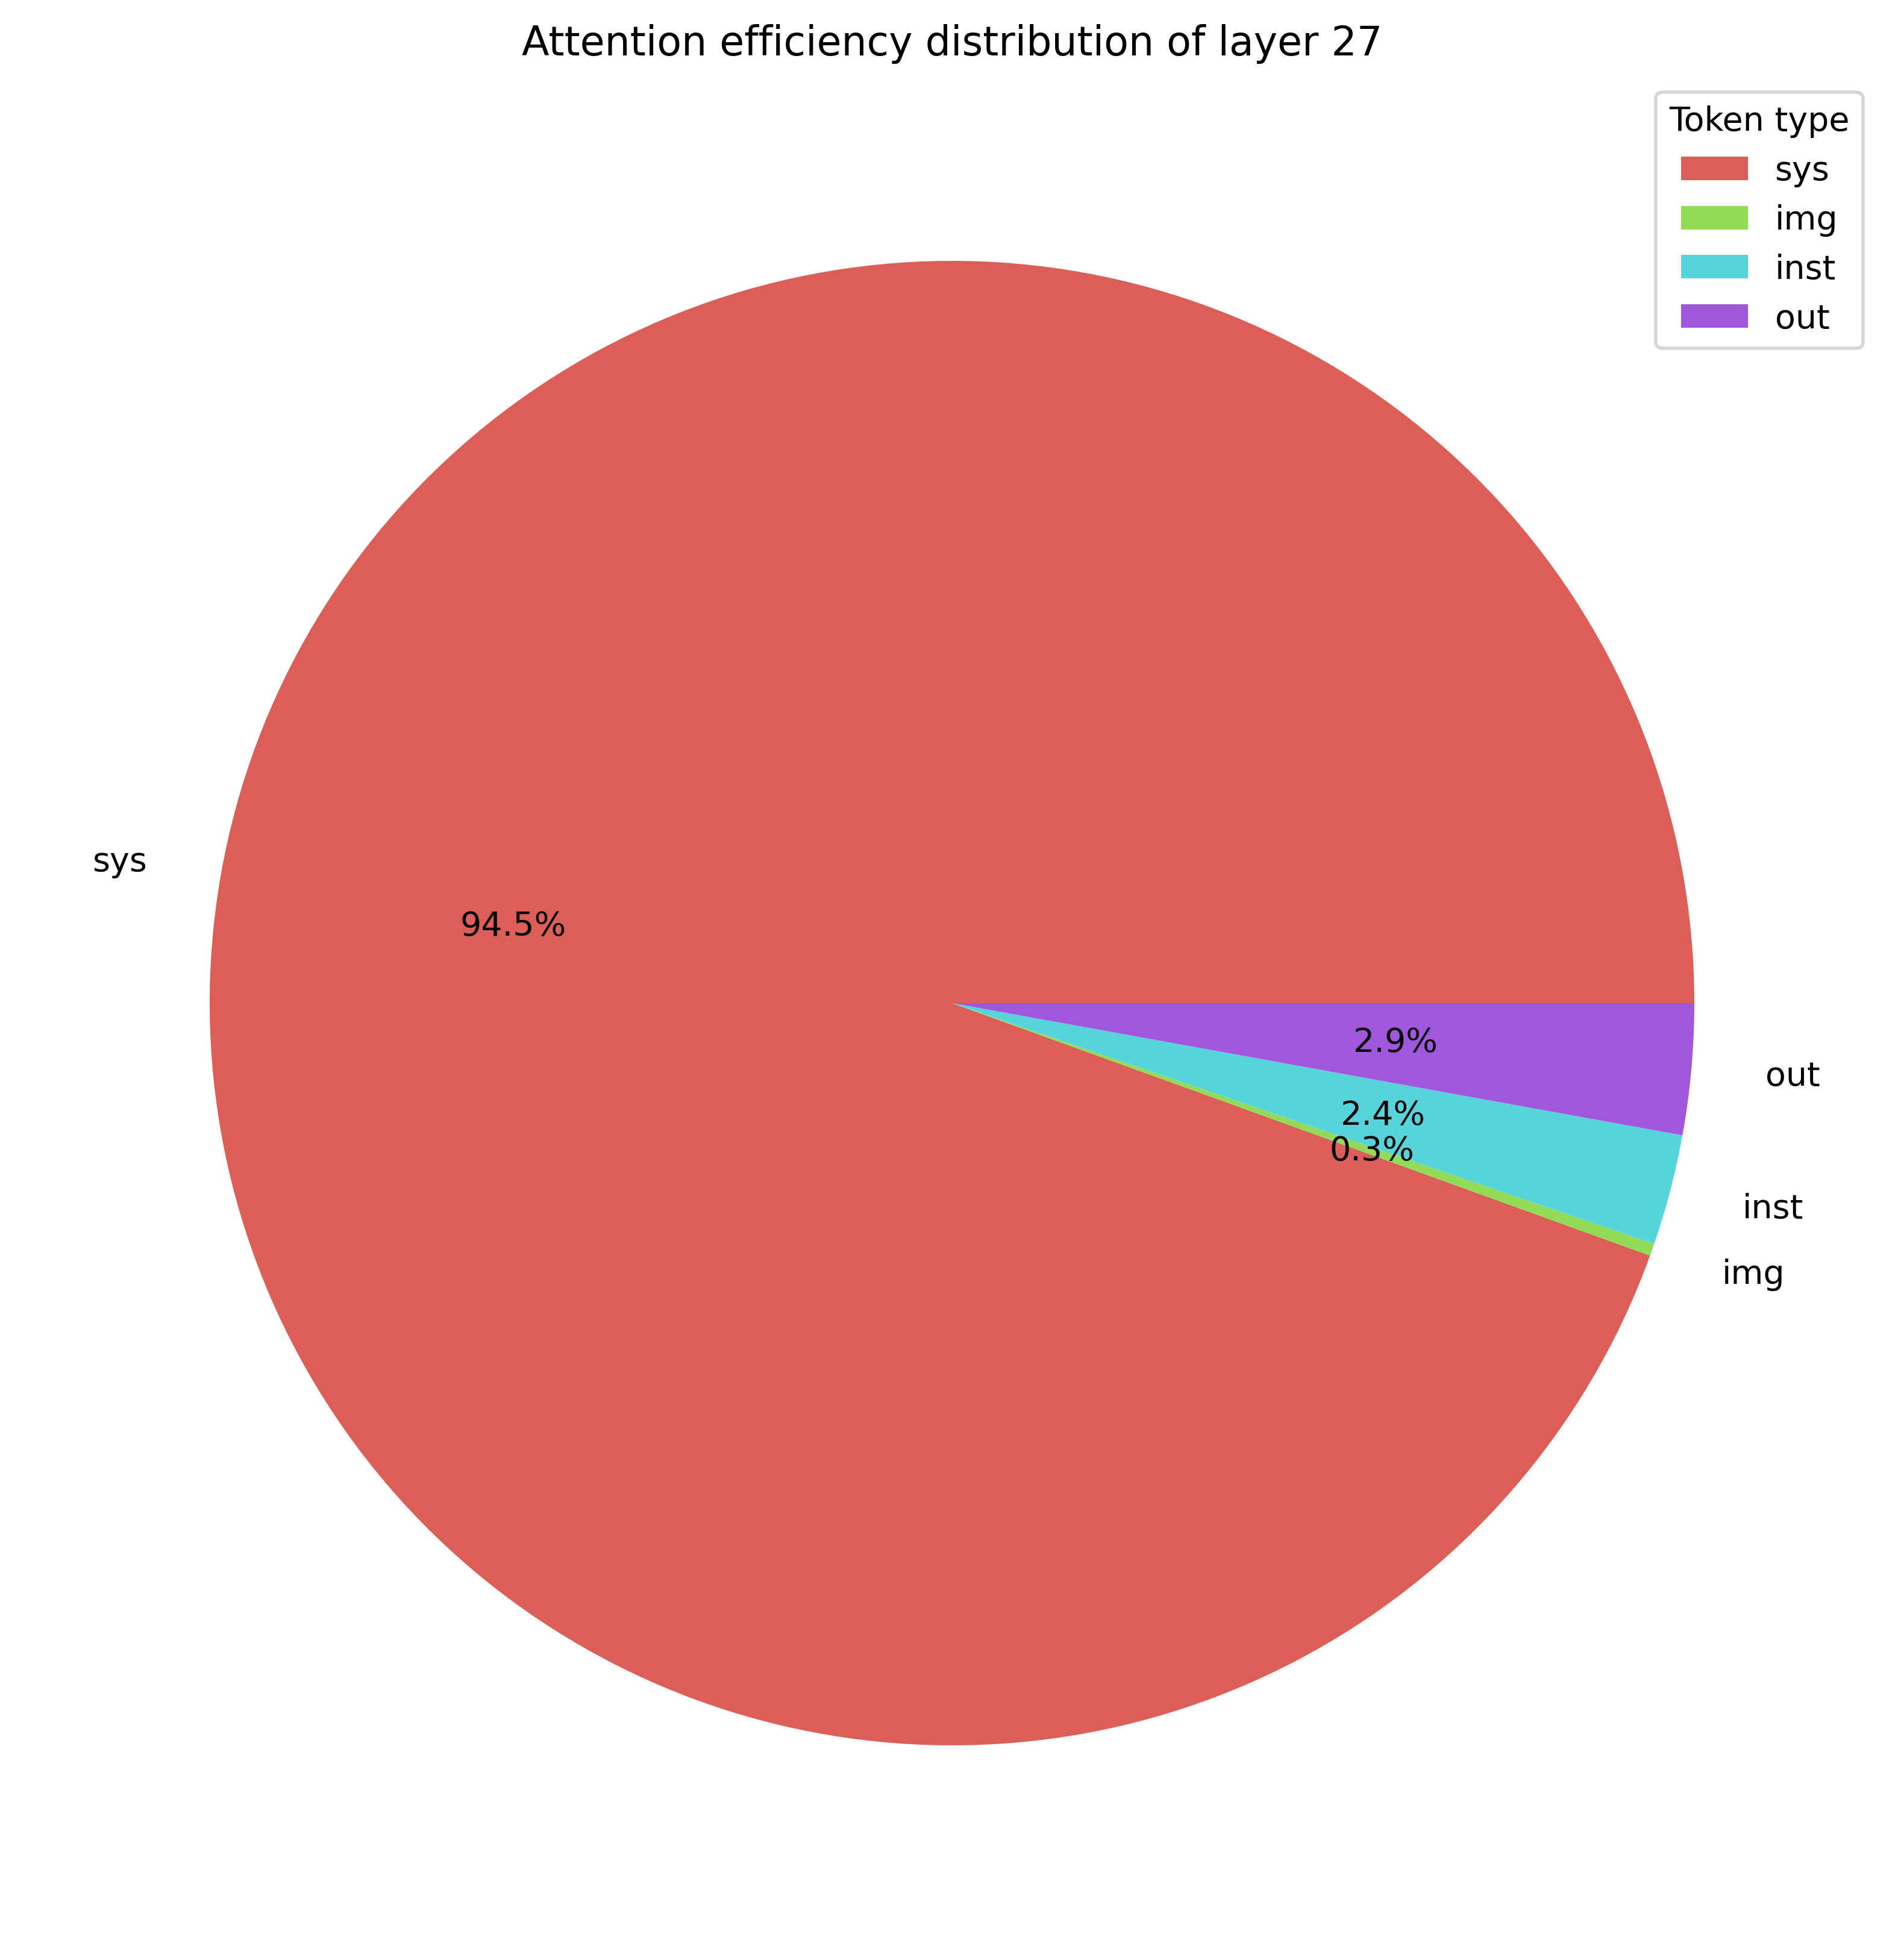 Attention efficiency distribution of layer 27
Token type
sys
img
inst
out
sys
94.5%
2.9%
out
2.4%
0.3%
inst
img